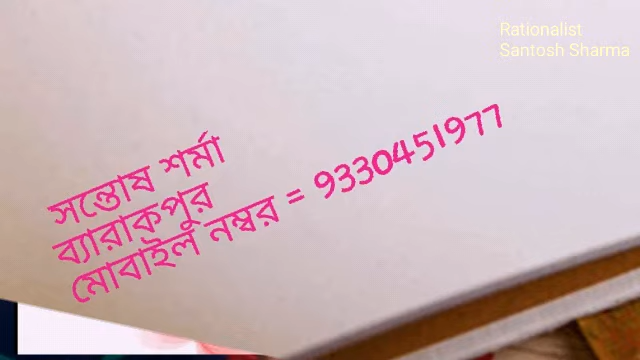 Rationalist
Santosh Sharma
সন্তোষ শর্মা
ব্যারাকপুর
মোবাইল নম্বর = 9330451977